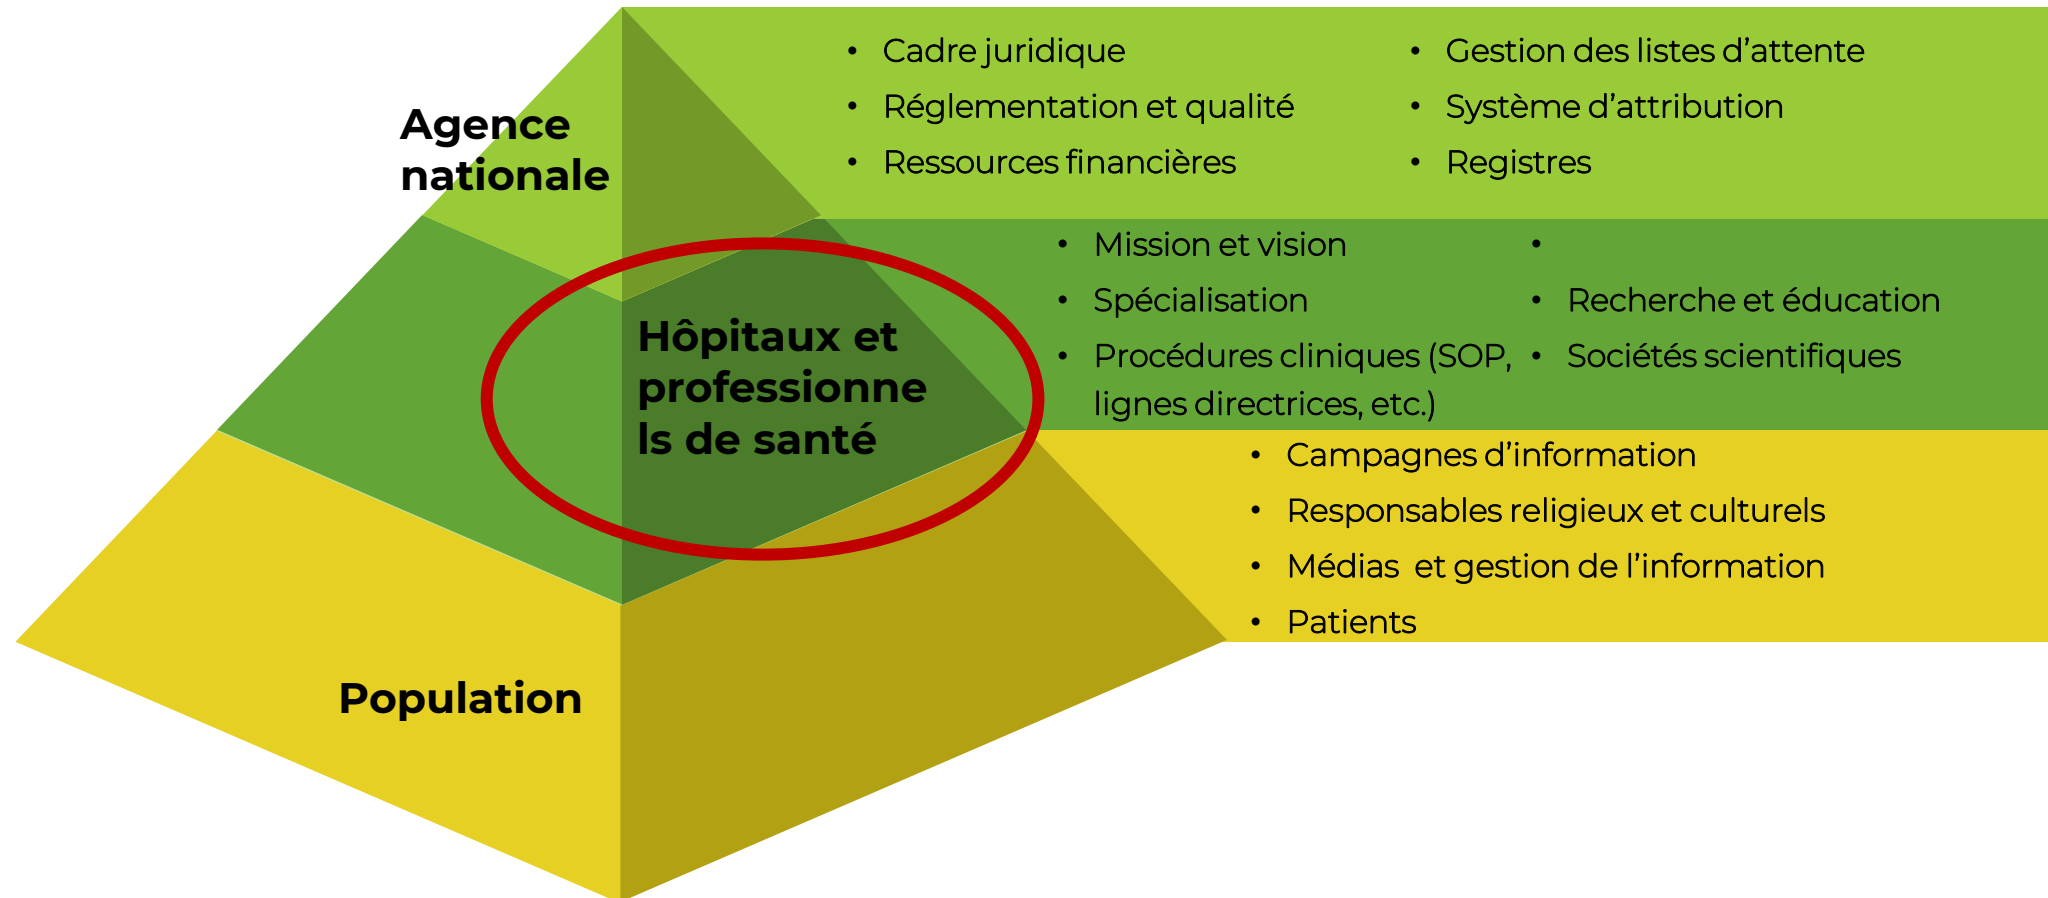 Agence
nationale
• Cadre juridique
• Réglementation et qualité
• Ressources financières
• Gestion des listes d’attente
• Système d’attribution
• Registres
Hôpitaux et
professionne
ls de santé
• Mission et vision
• Spécialisation
• Procédures cliniques (SOP,
lignes directrices, etc.)
•
• Recherche et éducation
• Sociétés scientifiques
Population
• Campagnes d’information
• Responsables religieux et culturels
• Médias  et gestion de l’information
• Patients